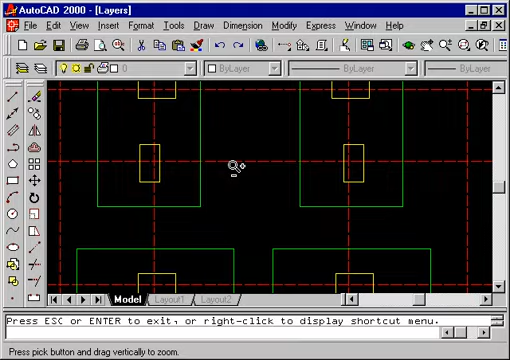 AutoCAD 2000 - [Layers]
File Edit View Insert Format Tools Draw Dimension Modify Express Window Help
0 ByLayer ByLayer ByLayer
Model Layout1 Layout2
Press ESC or ENTER to exit, or right-click to display shortcut menu.
Press pick button and drag vertically to zoom.